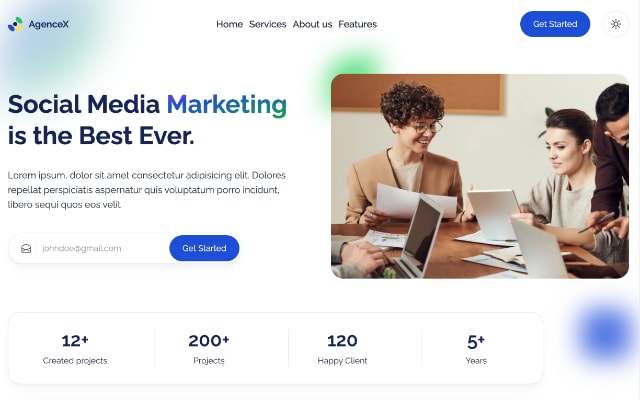 AgenceX
Home Services About us Features
Get Started
Social Media Marketing
is the Best Ever.
Lorem ipsum, dolor sit amet consectetur adipisicing elit. Dolores
repellat perspiciatis aspernatur quis voluptatum porro incidunt,
libero sequi quos eos velit
johndoe@gmail.com
Get Started
12+
Created projects
200+
Projects
120
Happy Client
5+
Years